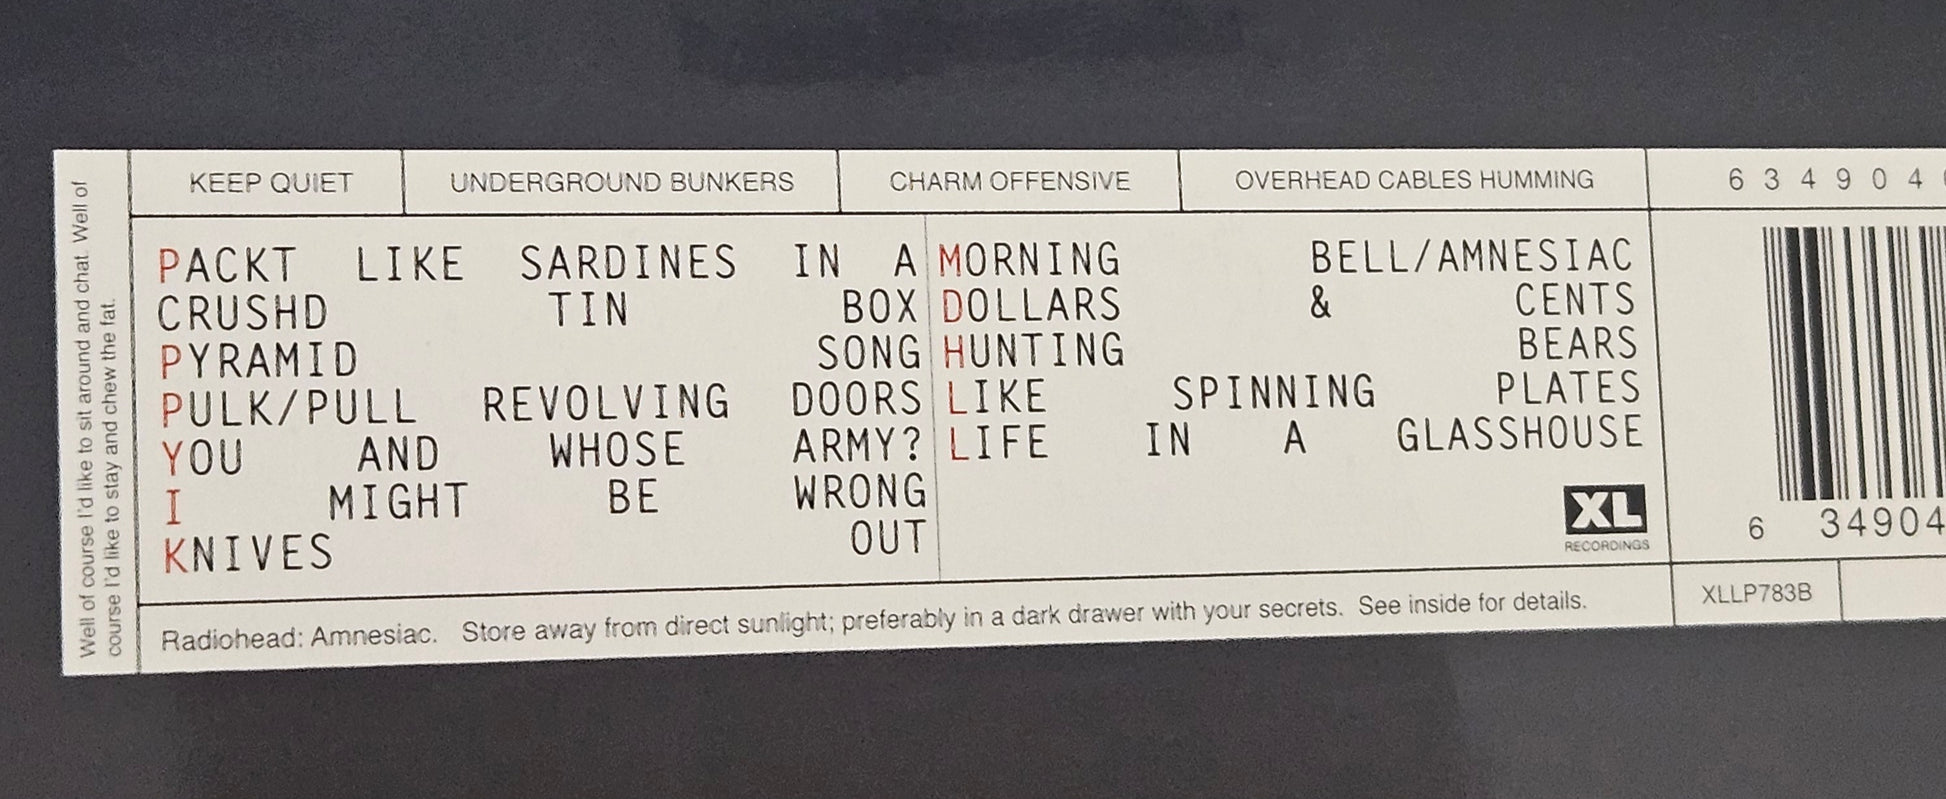 Well of course I'd like to sit around and chat. Well of
course I'd like to stay and chew the fat.
KEEP QUIET
UNDERGROUND BUNKERS
CHARM OFFENSIVE
OVERHEAD CABLES HUMMING
6 3 4 9 0 4
PACKT LIKE SARDINES IN A
CRUSHD TIN BOX
PYRAMID SONG
PULK/PULL REVOLVING DOORS
YOU AND WHOSE ARMY?
I MIGHT BE WRONG
KNIVES OUT
MORNING BELL/AMNESIAC
DOLLARS & CENTS
HUNTING BEARS
LIKE SPINNING PLATES
LIFE IN A GLASSHOUSE
XL
RECORDINGS
6 34904
XLLP783B
Radiohead: Amnesiac. Store away from direct sunlight; preferably in a dark drawer with your secrets. See inside for details.